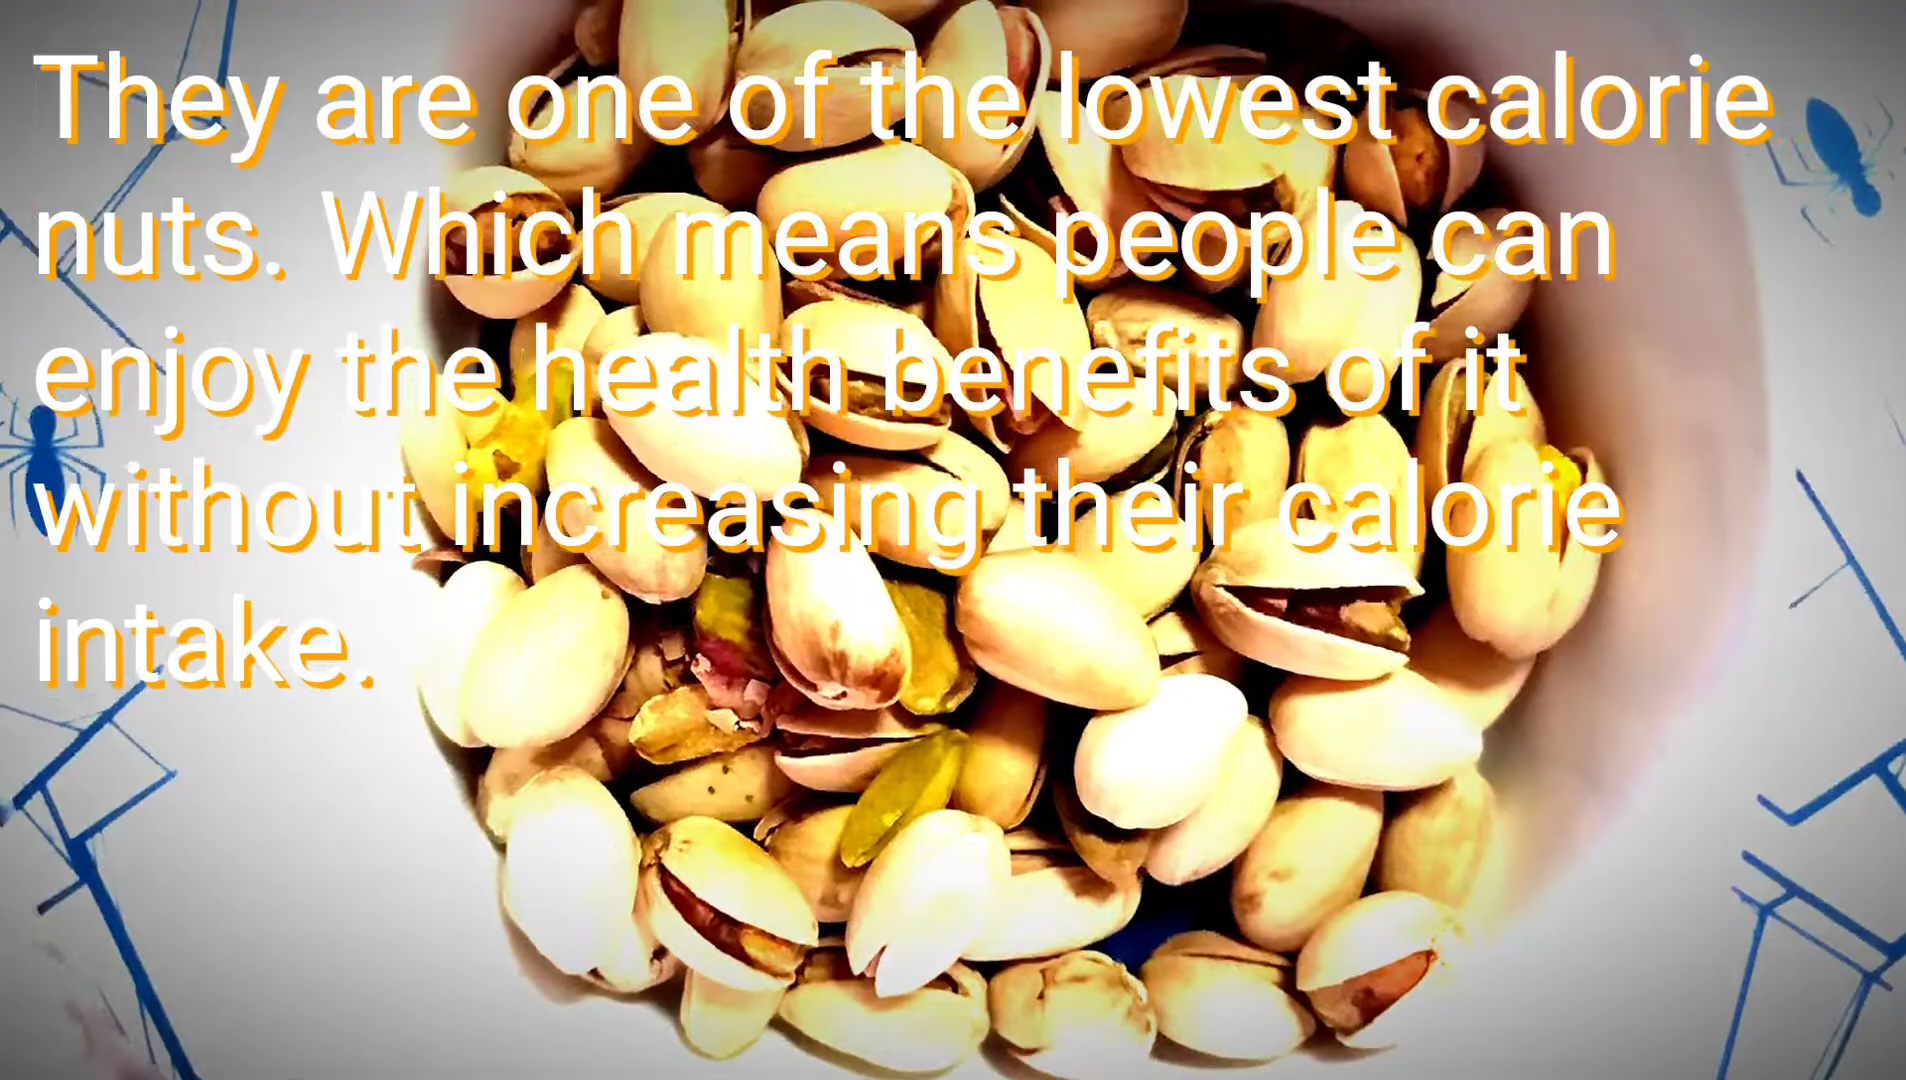 They are one of the lowest calorie
nuts. Which means people can
enjoy the health benefits of it
without increasing their calorie
intake.